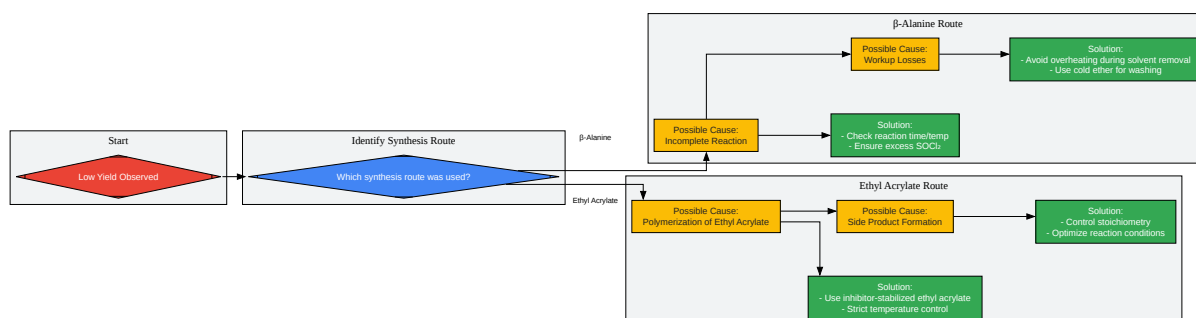 β-Alanine Route
Possible Cause:
Workup Losses
Solution:
- Avoid overheating during solvent removal
- Use cold ether for washing
Possible Cause:
Incomplete Reaction
Solution:
- Check reaction time/temp
- Ensure excess SOCl₂
Start
Low Yield Observed
Identify Synthesis Route
Which synthesis route was used?
β-Alanine
Ethyl Acrylate
Ethyl Acrylate Route
Possible Cause:
Polymerization of Ethyl Acrylate
Possible Cause:
Side Product Formation
Solution:
- Control stoichiometry
- Optimize reaction conditions
Solution:
- Use inhibitor-stabilized ethyl acrylate
- Strict temperature control